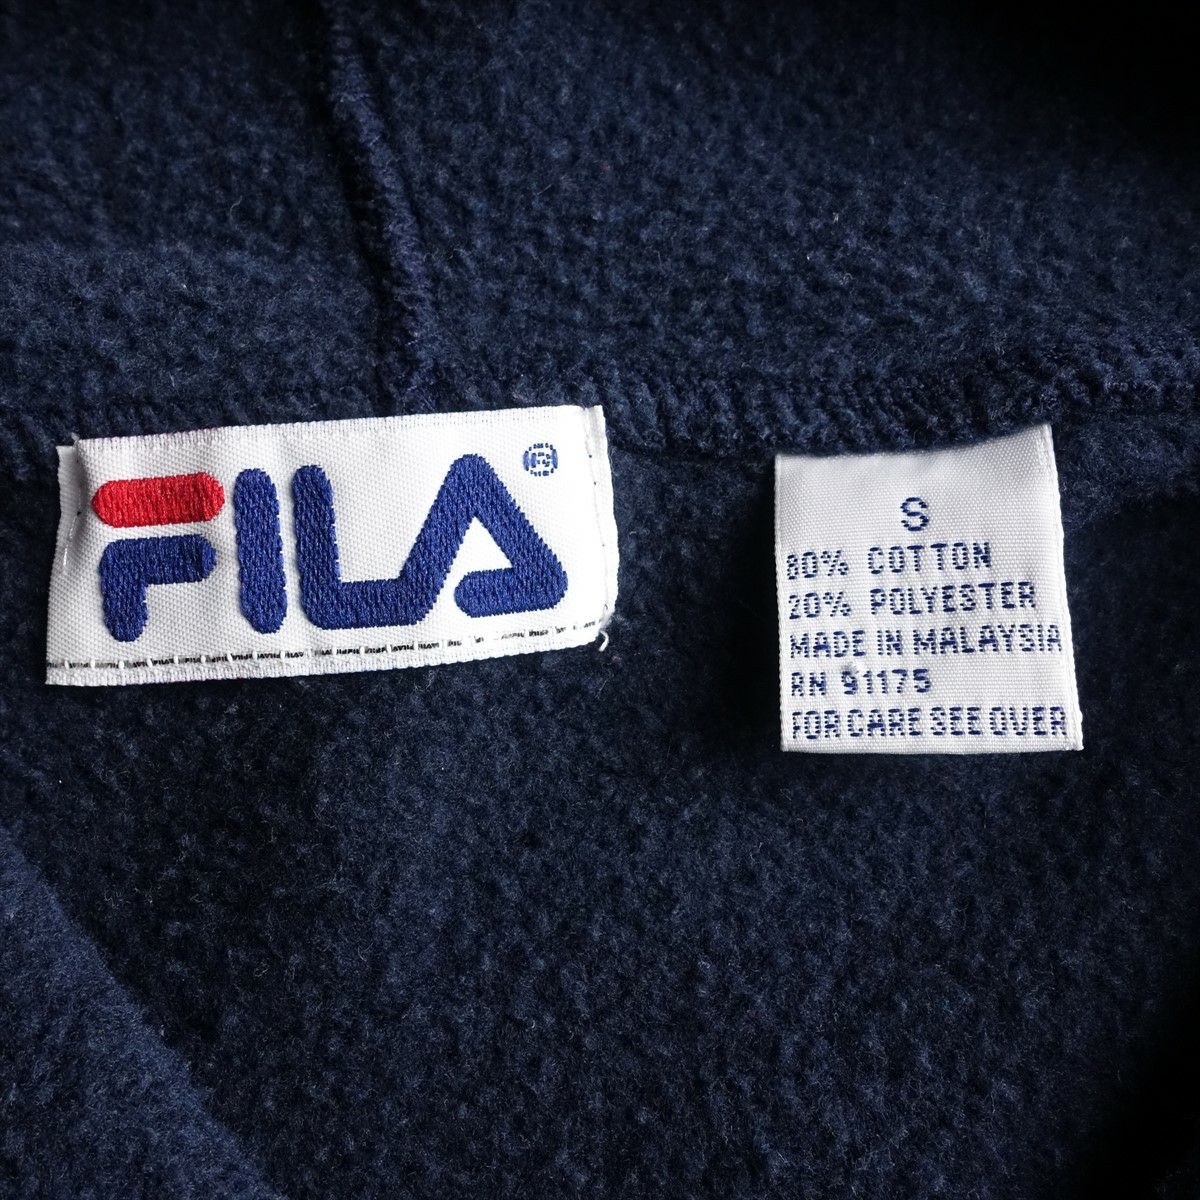 FILA®
S
80% COTTON
20% POLYESTER
MADE IN MALAYSIA
RN 91175
FOR CARE SEE OVER